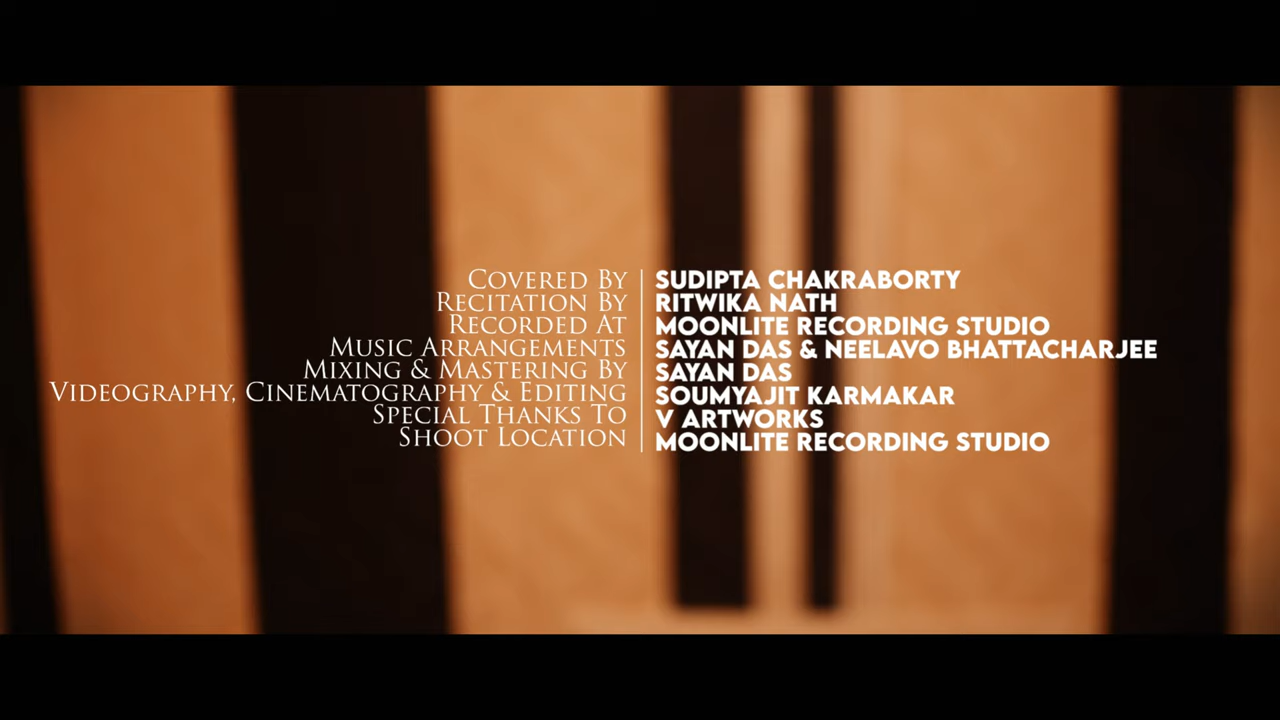 Covered By SUDIPTA CHAKRABORTY
Recitation By RITWIKA NATH
Recorded At MOONLITE RECORDING STUDIO
Music Arrangements SAYAN DAS & NEELAVO BHATTACHARJEE
Mixing & Mastering By SAYAN DAS
Videography, Cinematography & Editing SOUMYAJIT KARMAKAR
Special Thanks To V ARTWORKS
Shoot Location MOONLITE RECORDING STUDIO